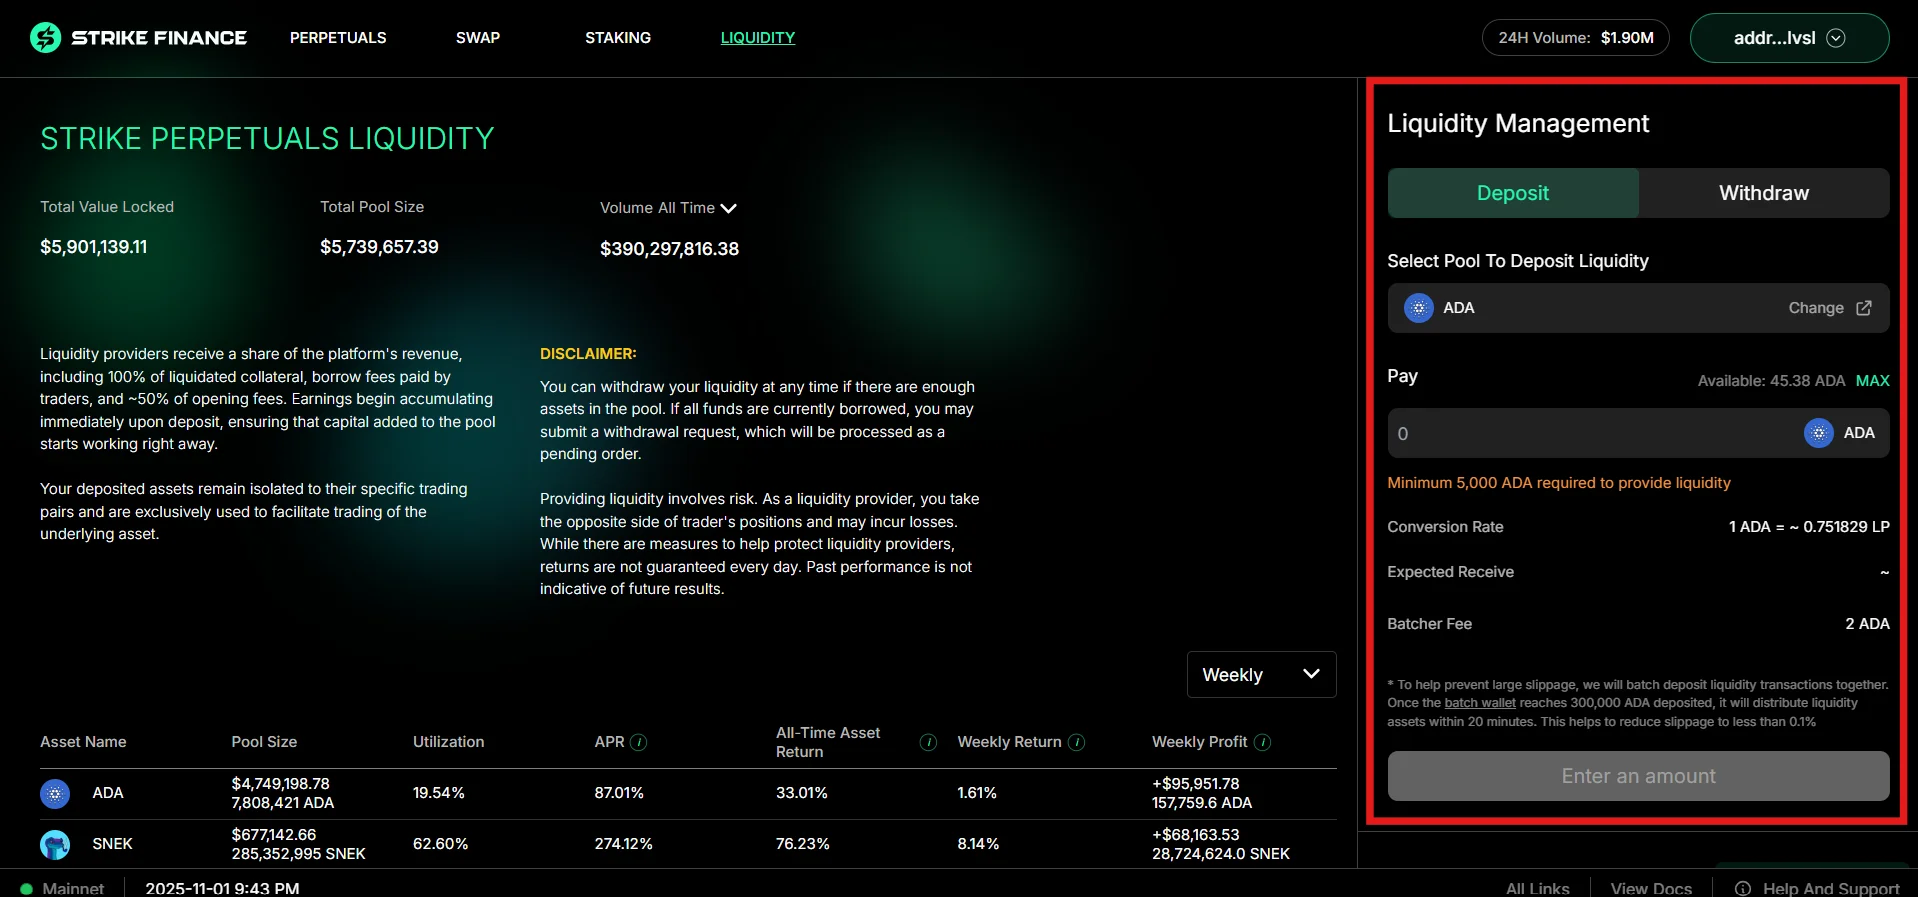 STRIKE FINANCE
PERPETUALS
SWAP
STAKING
LIQUIDITY
24H Volume: $1.90M
addr...lvsl
STRIKE PERPETUALS LIQUIDITY
Total Value Locked
$5,901,139.11
Total Pool Size
$5,739,657.39
Volume All Time
$390,297,816.38
Liquidity providers receive a share of the platform's revenue,
including 100% of liquidated collateral, borrow fees paid by
traders, and ~50% of opening fees. Earnings begin accumulating
immediately upon deposit, ensuring that capital added to the pool
starts working right away.
Your deposited assets remain isolated to their specific trading
pairs and are exclusively used to facilitate trading of the
underlying asset.
DISCLAIMER:
You can withdraw your liquidity at any time if there are enough
assets in the pool. If all funds are currently borrowed, you may
submit a withdrawal request, which will be processed as a
pending order.
Providing liquidity involves risk. As a liquidity provider, you take
the opposite side of trader's positions and may incur losses.
While there are measures to help protect liquidity providers,
returns are not guaranteed every day. Past performance is not
indicative of future results.
Weekly
Asset Name
Pool Size
Utilization
APR
All-Time Asset
Return
Weekly Return
Weekly Profit
ADA
$4,749,198.78
7,808,421 ADA
19.54%
87.01%
33.01%
1.61%
+$95,951.78
157,759.6 ADA
SNEK
$677,142.66
285,352,995 SNEK
62.60%
274.12%
76.23%
8.14%
+$68,163.53
28,724,624.0 SNEK
Liquidity Management
Deposit
Withdraw
Select Pool To Deposit Liquidity
ADA
Change
Pay
Available: 45.38 ADA MAX
0
ADA
Minimum 5,000 ADA required to provide liquidity
Conversion Rate
1 ADA = ~ 0.751829 LP
Expected Receive
~
Batcher Fee
2 ADA
* To help prevent large slippage, we will batch deposit liquidity transactions together.
Once the batch wallet reaches 300,000 ADA deposited, it will distribute liquidity
assets within 20 minutes. This helps to reduce slippage to less than 0.1%
Enter an amount
Mainnet
2025-11-01 9:43 PM
All Links
View Docs
Help And Support